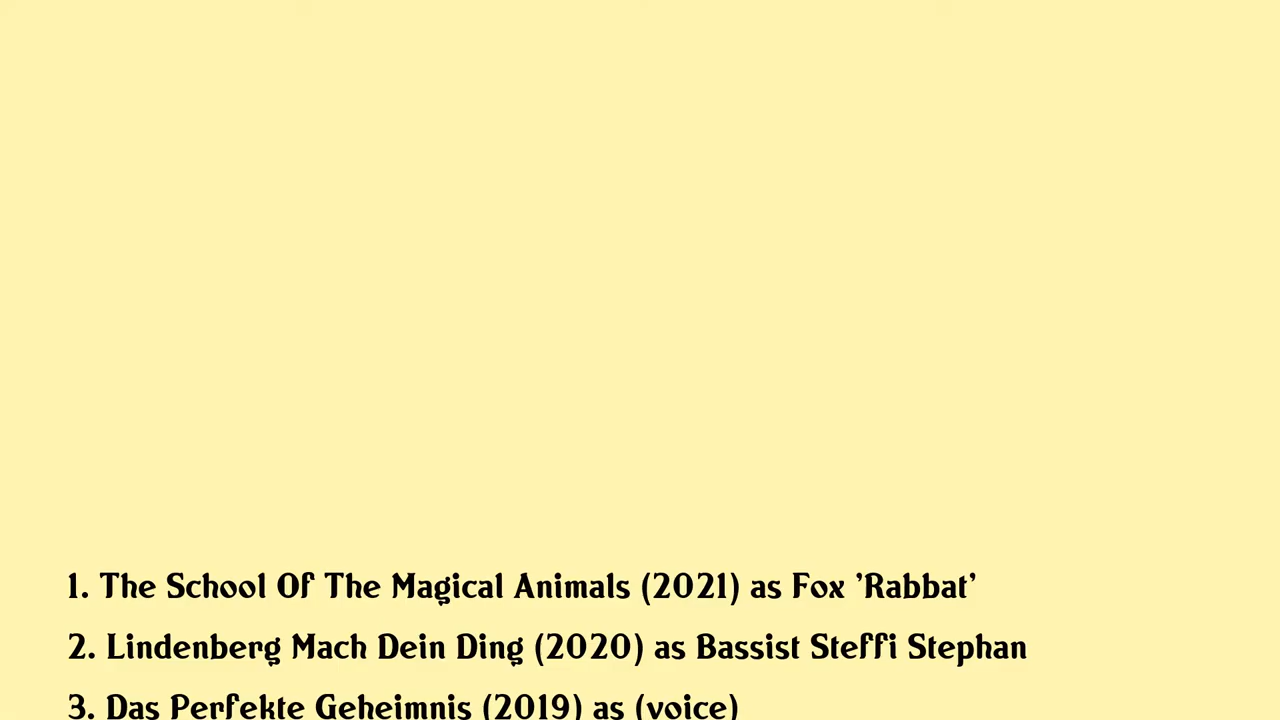 1. The School Of The Magical Animals (2021) as Fox 'Rabbat'
2. Lindenberg Mach Dein Ding (2020) as Bassist Steffi Stephan
3. Das Perfekte Geheimnis (2019) as (voice)